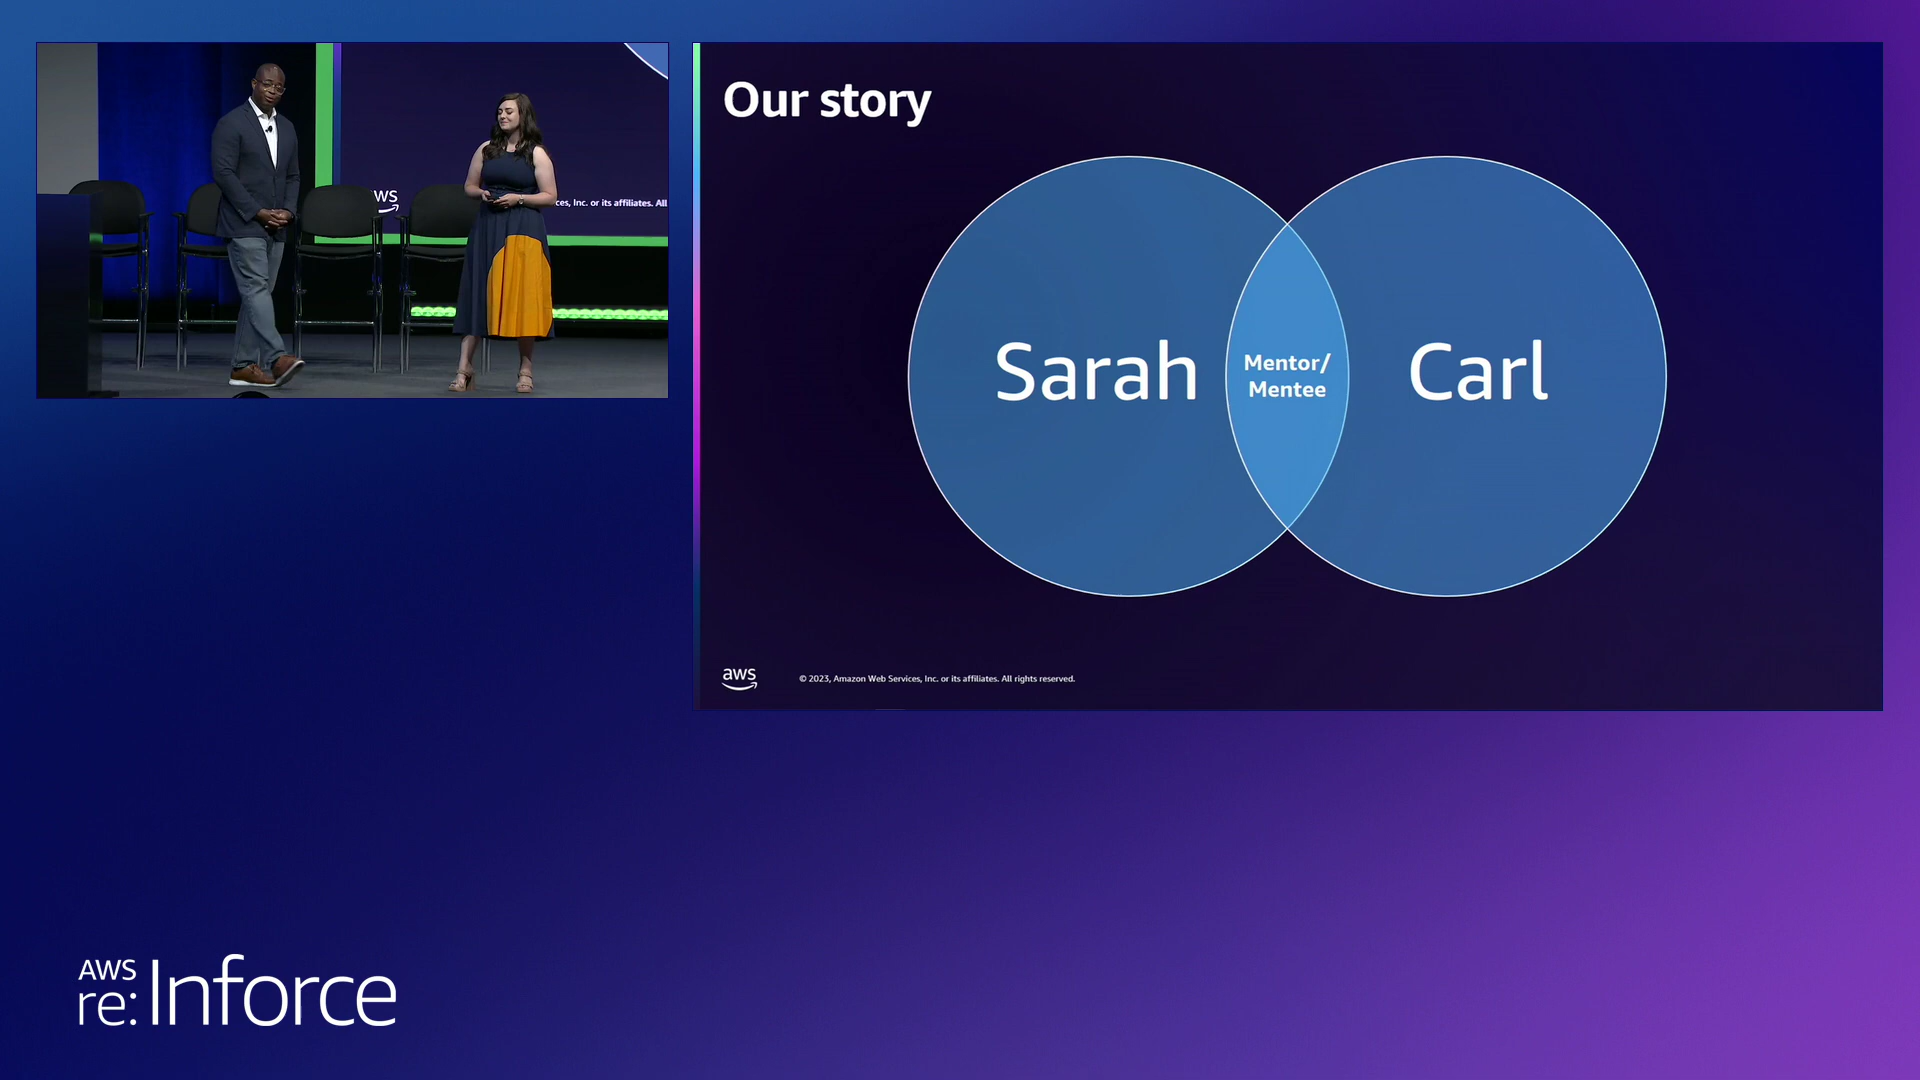 ws
ces, Inc. or its affiliates. All
Our story
Sarah
Mentor/
Mentee
Carl
aws
© 2023, Amazon Web Services, Inc. or its affiliates. All rights reserved.
AWS
re:Inforce